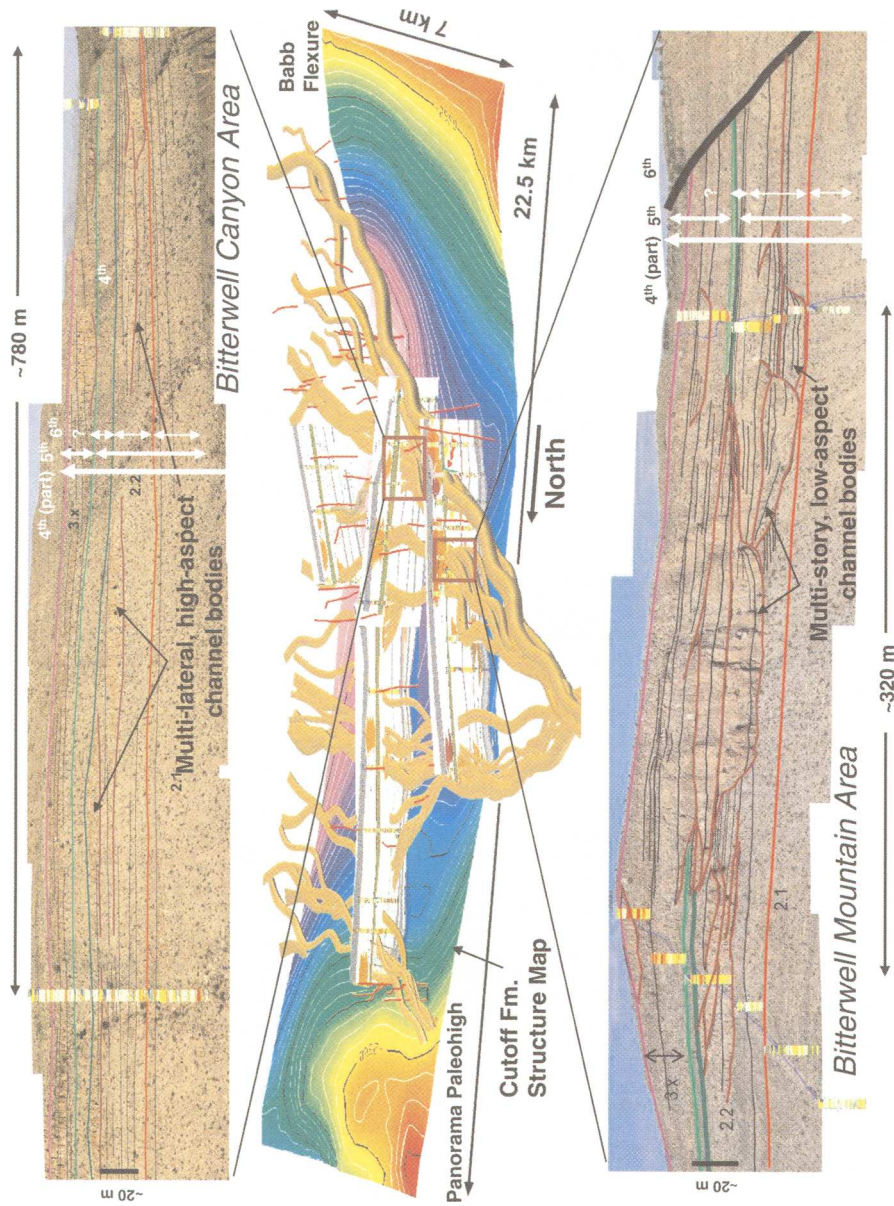 ~780 m
4th (part) 5th 6th
?
3.x
4th
2.2
2.1 Multi-lateral, high-aspect
channel bodies
~20 m
Bitterwell Canyon Area
7 km
Babb
Flexure
22.5 km
North
Panorama Paleohigh
Cutoff Fm.
Structure Map
4th (part) 5th 6th
?
3.x
2.2
2.1
Multi-story, low-aspect
channel bodies
~20 m
~320 m
Bitterwell Mountain Area